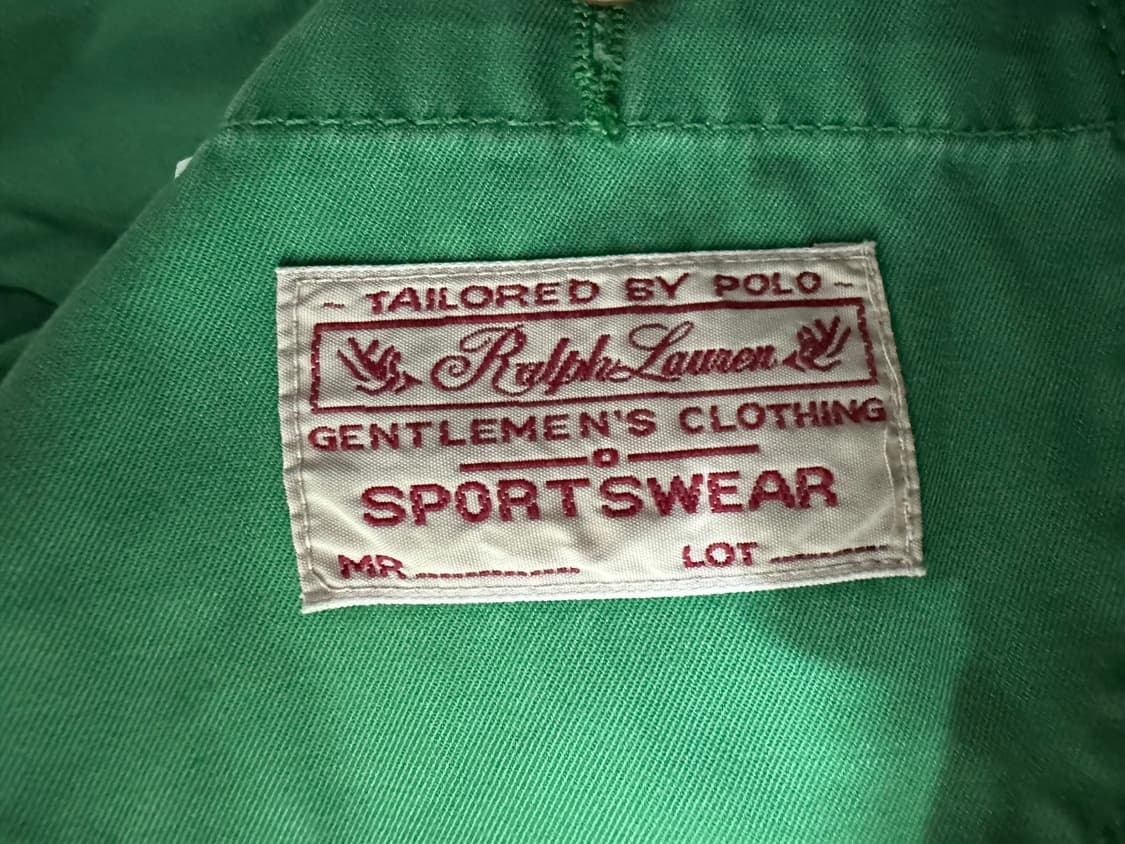 ~ TAILORED BY POLO ~
Ralph Lauren
GENTLEMEN'S CLOTHING
SPORTSWEAR
MR............... LOT ..........